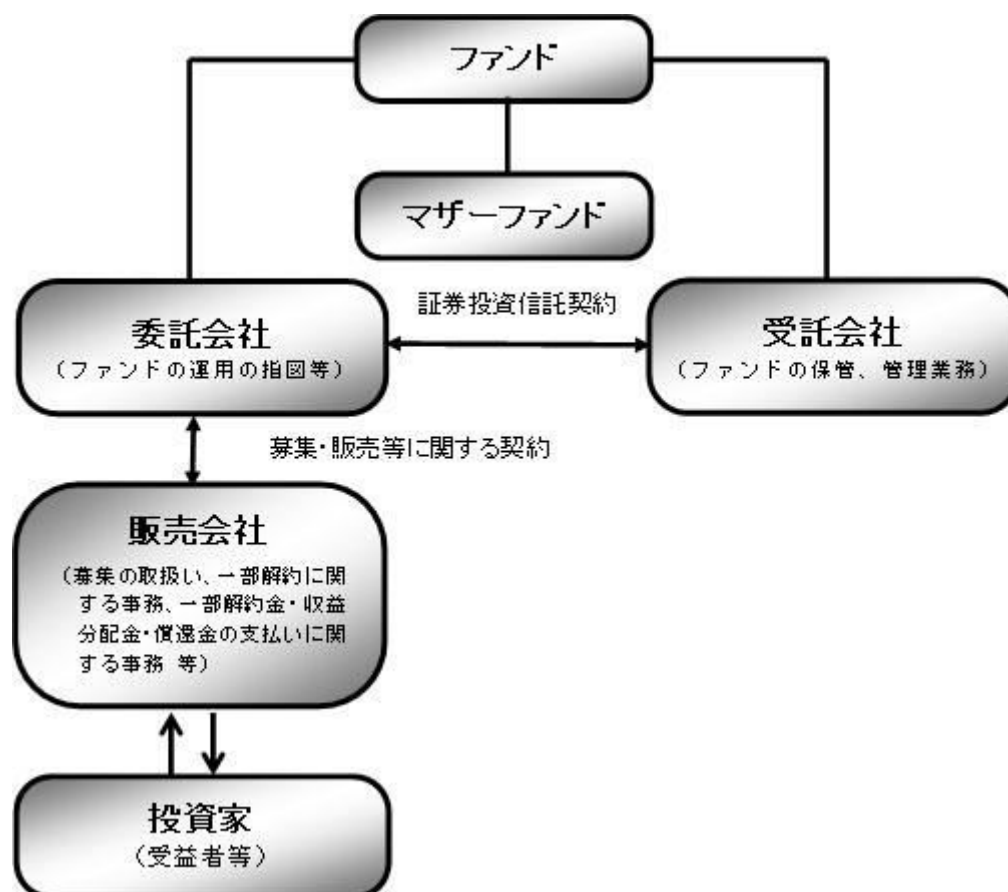 ファンド
マザーファンド
証券投資信託契約
委託会社
（ファンドの運用の指図等）
受託会社
（ファンドの保管、管理業務）
募集・販売等に関する契約
販売会社
（募集の取扱い、一部解約に関
する事務、一部解約金・収益
分配金・償還金の支払いに関
する事務 等）
投資家
（受益者等）